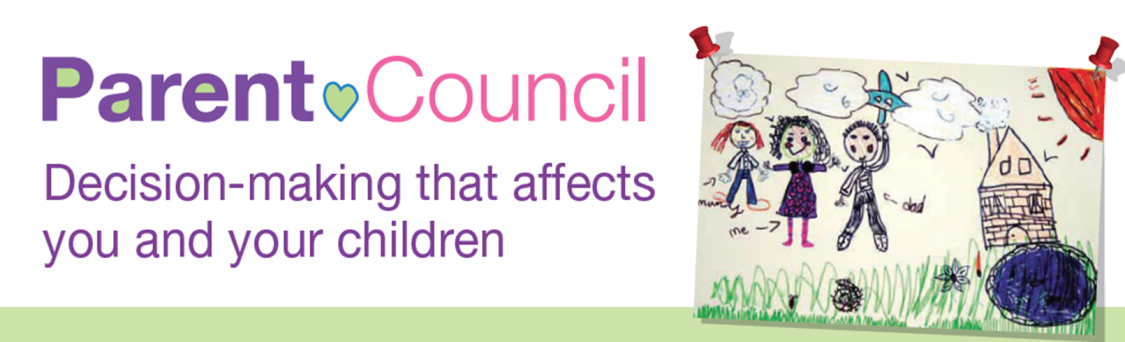 Parent Council
Decision-making that affects
you and your children
mummy
me
dad